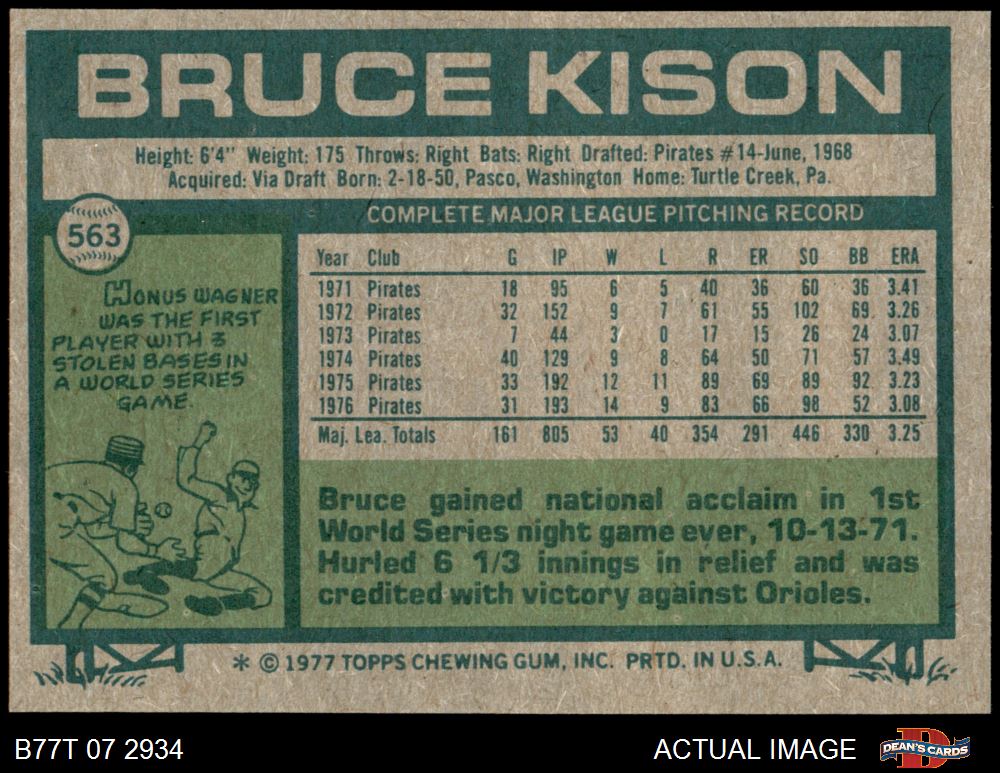 BRUCE KISON
Height: 6'4" Weight: 175 Throws: Right Bats: Right Drafted: Pirates #14-June, 1968
Acquired: Via Draft Born: 2-18-50, Pasco, Washington Home: Turtle Creek, Pa.
563
COMPLETE MAJOR LEAGUE PITCHING RECORD
HONUS WAGNER
WAS THE FIRST
PLAYER WITH 3
STOLEN BASES IN
A WORLD SERIES
GAME.
Year Club G IP W L R ER SO BB ERA
1971 Pirates 18 95 6 5 40 36 60 36 3.41
1972 Pirates 32 152 9 7 61 55 102 69 3.26
1973 Pirates 7 44 3 0 17 15 26 24 3.07
1974 Pirates 40 129 9 8 64 50 71 57 3.49
1975 Pirates 33 192 12 11 89 69 89 92 3.23
1976 Pirates 31 193 14 9 83 66 98 52 3.08
Maj. Lea. Totals 161 805 53 40 354 291 446 330 3.25
Bruce gained national acclaim in 1st
World Series night game ever, 10-13-71.
Hurled 6 1/3 innings in relief and was
credited with victory against Orioles.
* © 1977 TOPPS CHEWING GUM, INC. PRTD. IN U.S.A.
B77T 07 2934
ACTUAL IMAGE
DEAN'S CARDS